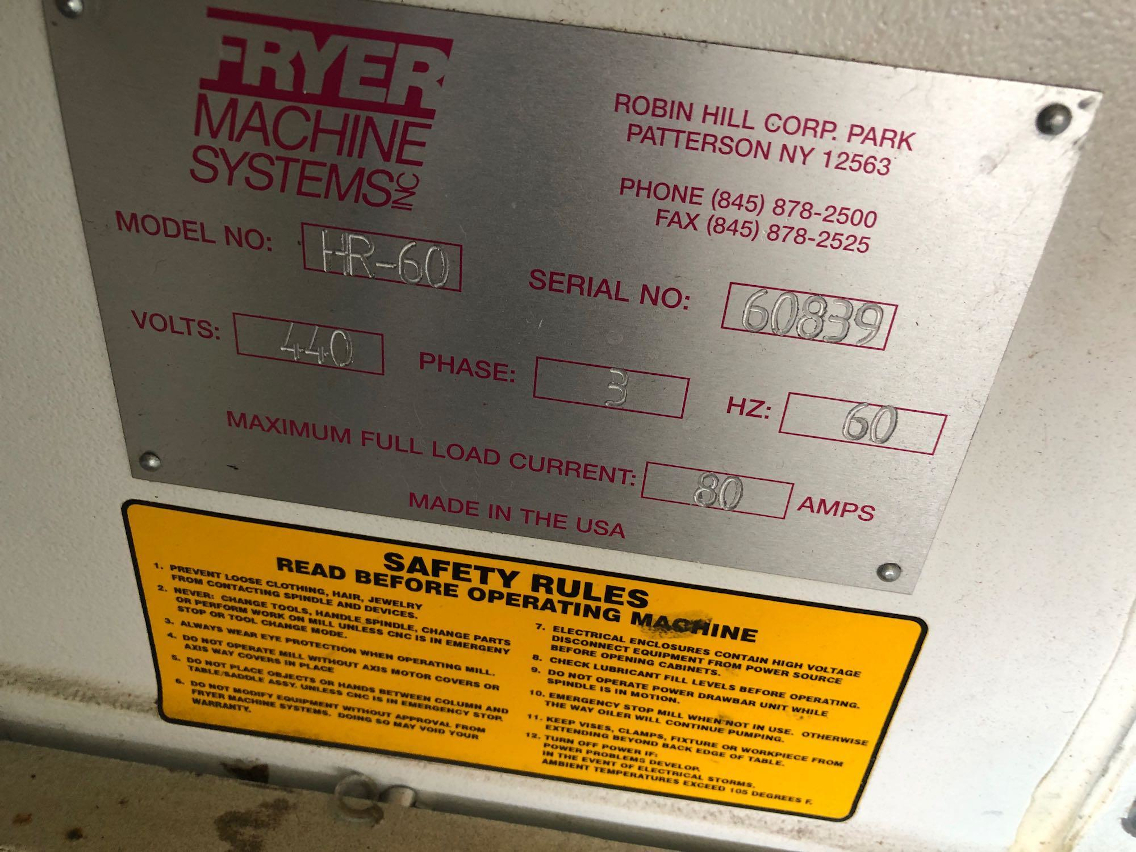 FRYER
MACHINE
SYSTEMS INC
ROBIN HILL CORP. PARK
PATTERSON NY 12563
PHONE (845) 878-2500
FAX (845) 878-2525
MODEL NO: HR-60
SERIAL NO: 60839
VOLTS: 440
PHASE: 3
HZ: 60
MAXIMUM FULL LOAD CURRENT: 80 AMPS
MADE IN THE USA
SAFETY RULES
READ BEFORE OPERATING MACHINE
1. PREVENT LOOSE CLOTHING, HAIR, JEWELRY
FROM CONTACTING SPINDLE AND DEVICES.
2. NEVER: CHANGE TOOLS, HANDLE SPINDLE, CHANGE PARTS
OR PERFORM WORK ON MILL UNLESS CNC IS IN EMERGENY
STOP OR TOOL CHANGE MODE.
3. ALWAYS WEAR EYE PROTECTION WHEN OPERATING MILL.
4. DO NOT OPERATE MILL WITHOUT AXIS MOTOR COVERS OR
AXIS WAY COVERS IN PLACE
5. DO NOT PLACE OBJECTS OR HANDS BETWEEN COLUMN AND
TABLE/SADDLE ASSY. UNLESS CNC IS IN EMERGENCY STOP.
6. DO NOT MODIFY EQUIPMENT WITHOUT APPROVAL FROM
FRYER MACHINE SYSTEMS. DOING SO MAY VOID YOUR
WARRANTY.
7. ELECTRICAL ENCLOSURES CONTAIN HIGH VOLTAGE
DISCONNECT EQUIPMENT FROM POWER SOURCE
BEFORE OPENING CABINETS.
8. CHECK LUBRICANT FILL LEVELS BEFORE OPERATING.
9. DO NOT OPERATE POWER DRAWBAR UNIT WHILE
SPINDLE IS IN MOTION.
10. EMERGENCY STOP MILL WHEN NOT IN USE. OTHERWISE
THE WAY OILER WILL CONTINUE PUMPING.
11. KEEP VISES, CLAMPS, FIXTURE OR WORKPIECE FROM
EXTENDING BEYOND BACK EDGE OF TABLE.
12. TURN OFF POWER IF:
POWER PROBLEMS DEVELOP.
IN THE EVENT OF ELECTRICAL STORMS.
AMBIENT TEMPERATURES EXCEED 105 DEGREES F.